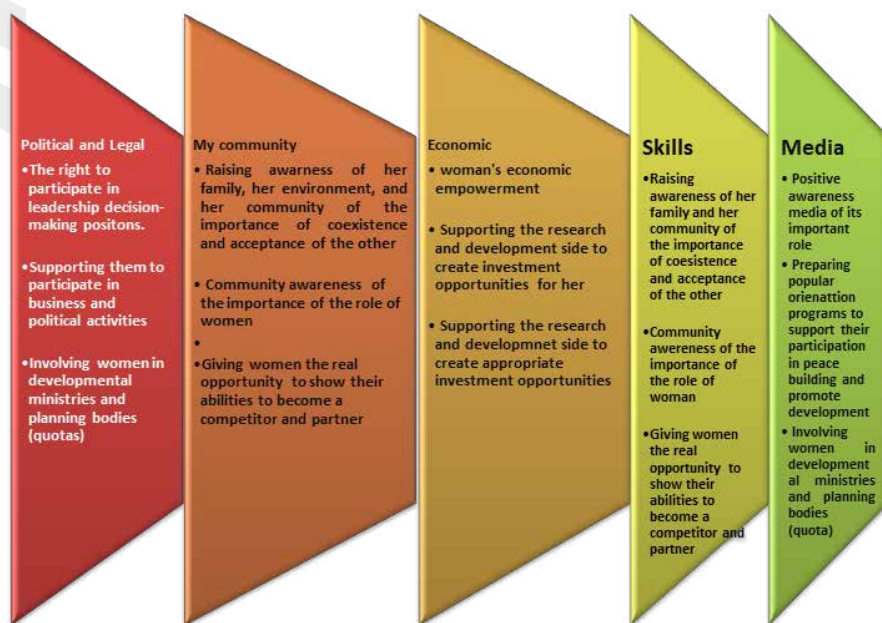 Political and Legal
•The right to
participate in
leadership decision-
making positons.
•Supporting them to
participate in
business and
political activities
•Involving women in
developmental
ministries and
planning bodies
(quotas)
My community
• Raising awarness of her
family, her environment, and
her community of the
importance of coexistence
and acceptance of the other
• Community awareness of
the importance of the role of
women
•
•Giving women the real
opportunity to show their
abilities to become a
competitor and partner
Economic
• woman's economic
empowerment
• Supporting the research
and development side to
create investment
opportunities for her
• Supporting the research
and developmnet side to
create appropriate
investment opportunities
Skills
•Raising
awareness of her
family and her
community of
the importance
of coesistence
and acceptance
of the other
•Community
awereness of the
importance of
the role of
woman
•Giving women
the real
opportunity to
show their
abilities to
become a
competitor and
partner
Media
• Positive
awareness
media of its
important
role
• Preparing
popular
orienattion
programs to
support their
participation
in peace
building and
promote
development
• Involving
women in
development
al ministries
and planning
bodies
(quota)